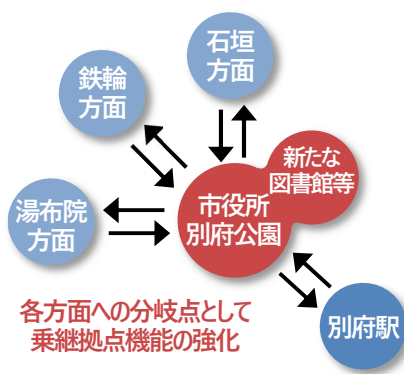 石垣
方面
鉄輪
方面
新たな
図書館等
湯布院
方面
市役所
別府公園
各方面への分岐点として
乗継拠点機能の強化
別府駅